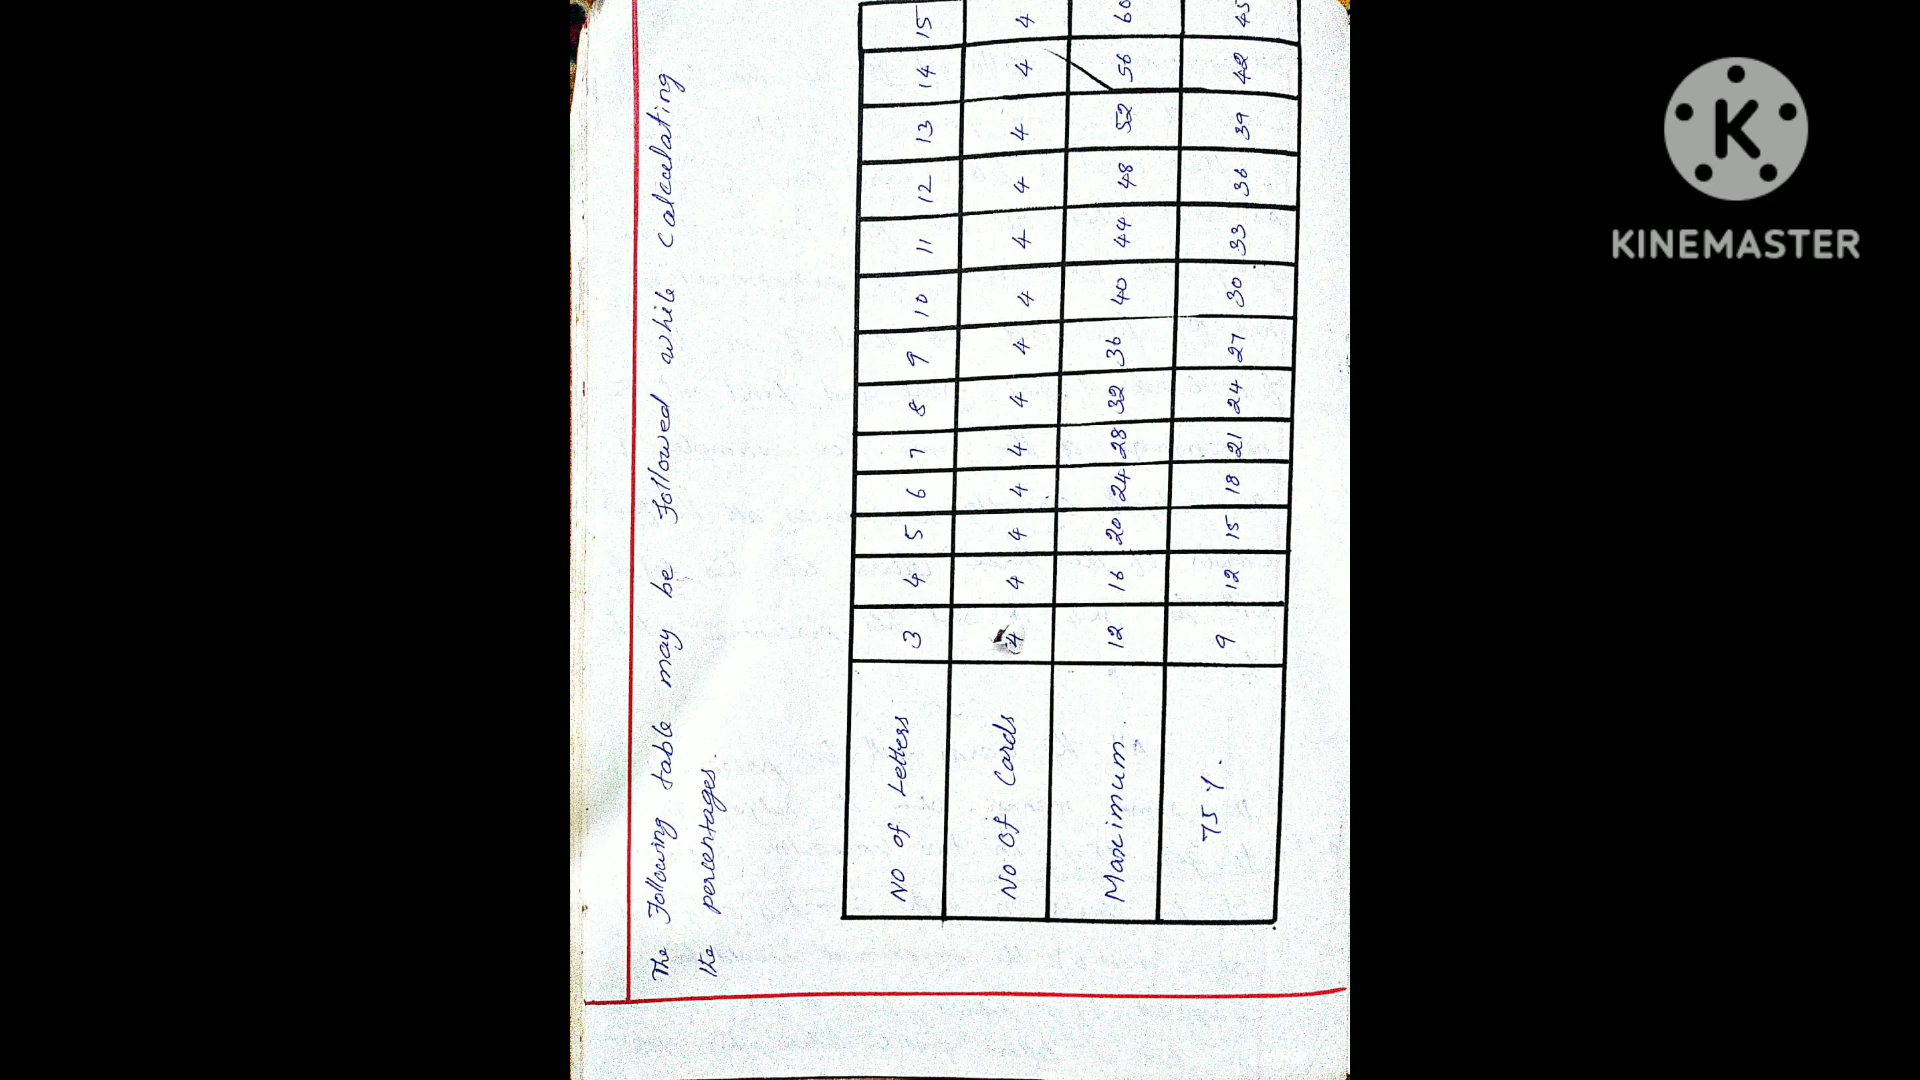 The Following table may be Followed while Calculating
the percentages.
NO of Letters 3 4 5 6 7 8 9 10 11 12 13 14 15
NO Of Cards 4 4 4 4 4 4 4 4 4 4 4 4 4
Maximum. 12 16 20 24 28 32 36 40 44 48 52 56 60
75 %. 9 12 15 18 21 24 27 30 33 36 39 42 45
KINEMASTER